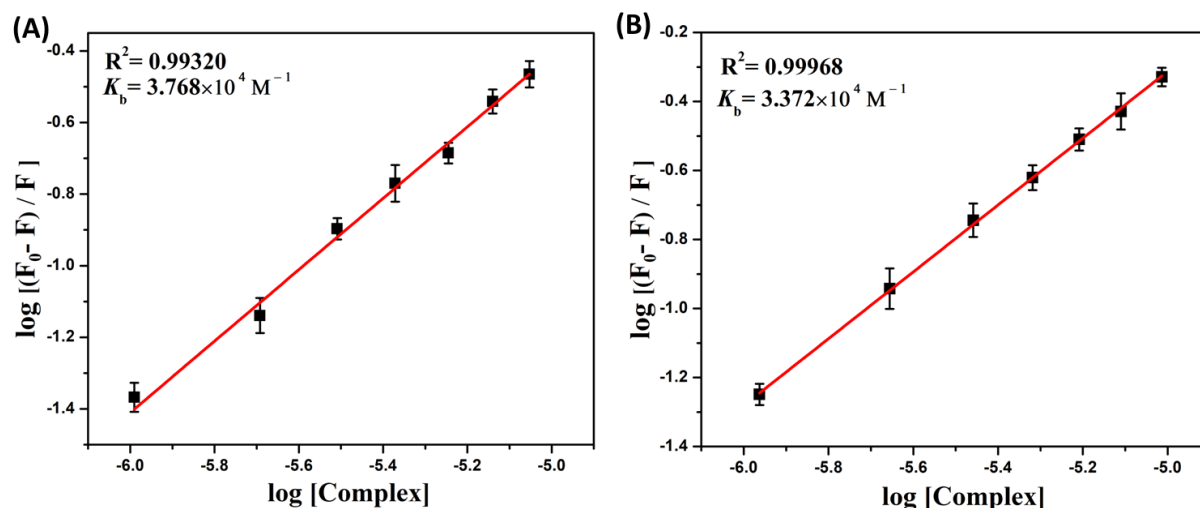 (A)
R²= 0.99320
K_b = 3.768×10⁴ M⁻¹
log [(F₀- F) / F ]
-0.4
-0.6
-0.8
-1.0
-1.2
-1.4
-6.0 -5.8 -5.6 -5.4 -5.2 -5.0
log [Complex]
(B)
R²= 0.99968
K_b = 3.372×10⁴ M⁻¹
log [(F₀- F) / F ]
-0.2
-0.4
-0.6
-0.8
-1.0
-1.2
-1.4
-6.0 -5.8 -5.6 -5.4 -5.2 -5.0
log [Complex]